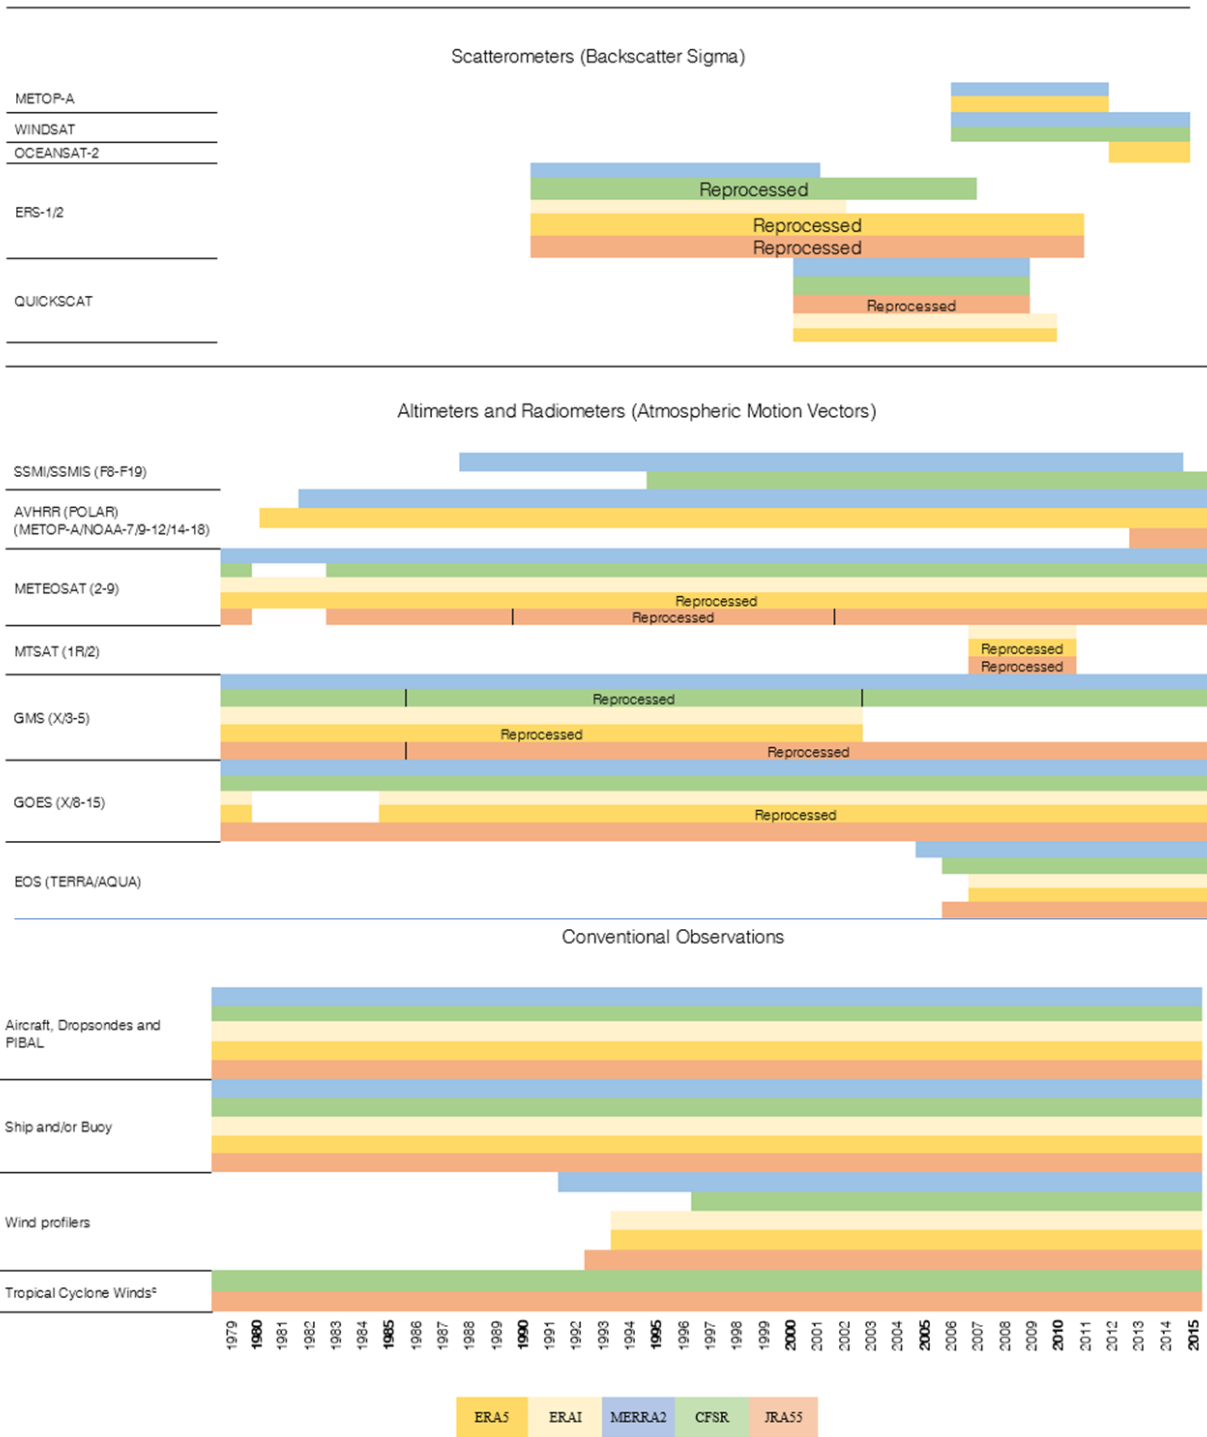 Scatterometers (Backscatter Sigma)
METOP-A
WINDSAT
OCEANSAT-2
ERS-1/2
Reprocessed
Reprocessed
Reprocessed
QUICKSCAT
Reprocessed
Altimeters and Radiometers (Atmospheric Motion Vectors)
SSMI/SSMIS (F8-F19)
AVHRR (POLAR)
(METOP-A/NOAA-7/9-12/14-18)
METEOSAT (2-9)
Reprocessed
Reprocessed
MTSAT (1R/2)
Reprocessed
Reprocessed
GMS (X/3-5)
Reprocessed
Reprocessed
Reprocessed
GOES (X/8-15)
Reprocessed
EOS (TERRA/AQUA)
Conventional Observations
Aircraft, Dropsondes and
PIBAL
Ship and/or Buoy
Wind profilers
Tropical Cyclone Winds<sup>c</sup>
1979 1980 1981 1982 1983 1984 1985 1986 1987 1988 1989 1990 1991 1992 1993 1994 1995 1996 1997 1998 1999 2000 2001 2002 2003 2004 2005 2006 2007 2008 2009 2010 2011 2012 2013 2014 2015
ERA5 ERAI MERRA2 CFSR JRA55